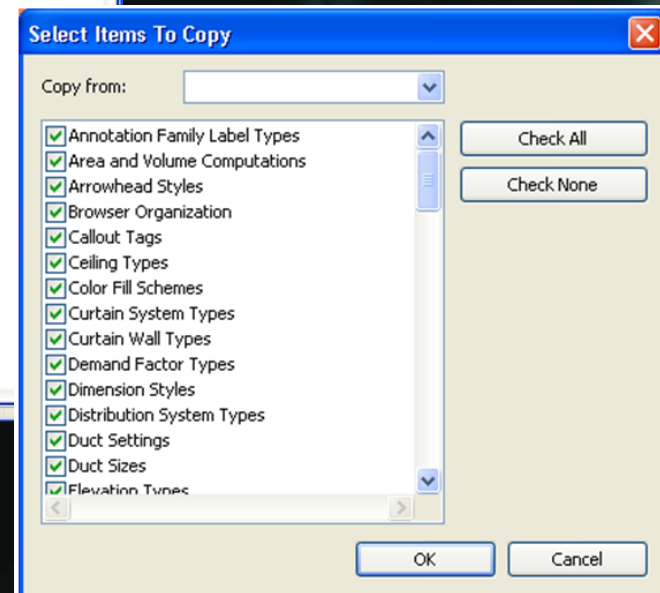 Select Items To Copy
Copy from:
Annotation Family Label Types
Area and Volume Computations
Arrowhead Styles
Browser Organization
Callout Tags
Ceiling Types
Color Fill Schemes
Curtain System Types
Curtain Wall Types
Demand Factor Types
Dimension Styles
Distribution System Types
Duct Settings
Duct Sizes
Elevation Types
Check All
Check None
OK
Cancel